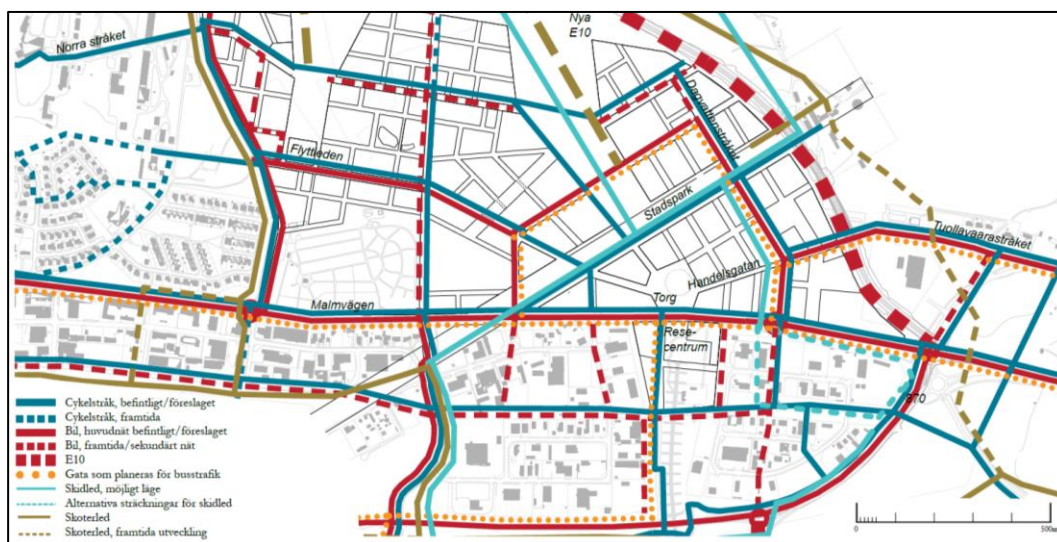 Norra stråket
Nya
E10
Dagvattenstråket
Flyttleden
Stadspark
Tuollavaarastråket
Handelsgatan
Malmvägen
Torg
Rese-
centrum
870
Cykelstråk, befintligt/föreslaget
Cykelstråk, framtida
Bil, huvudnät befintligt/föreslaget
Bil, framtida/sekundärt nät
E10
Gata som planeras för busstrafik
Skidled, möjligt läge
Alternativa sträckningar för skidled
Skoterled
Skoterled, framtida utveckling
0
500m